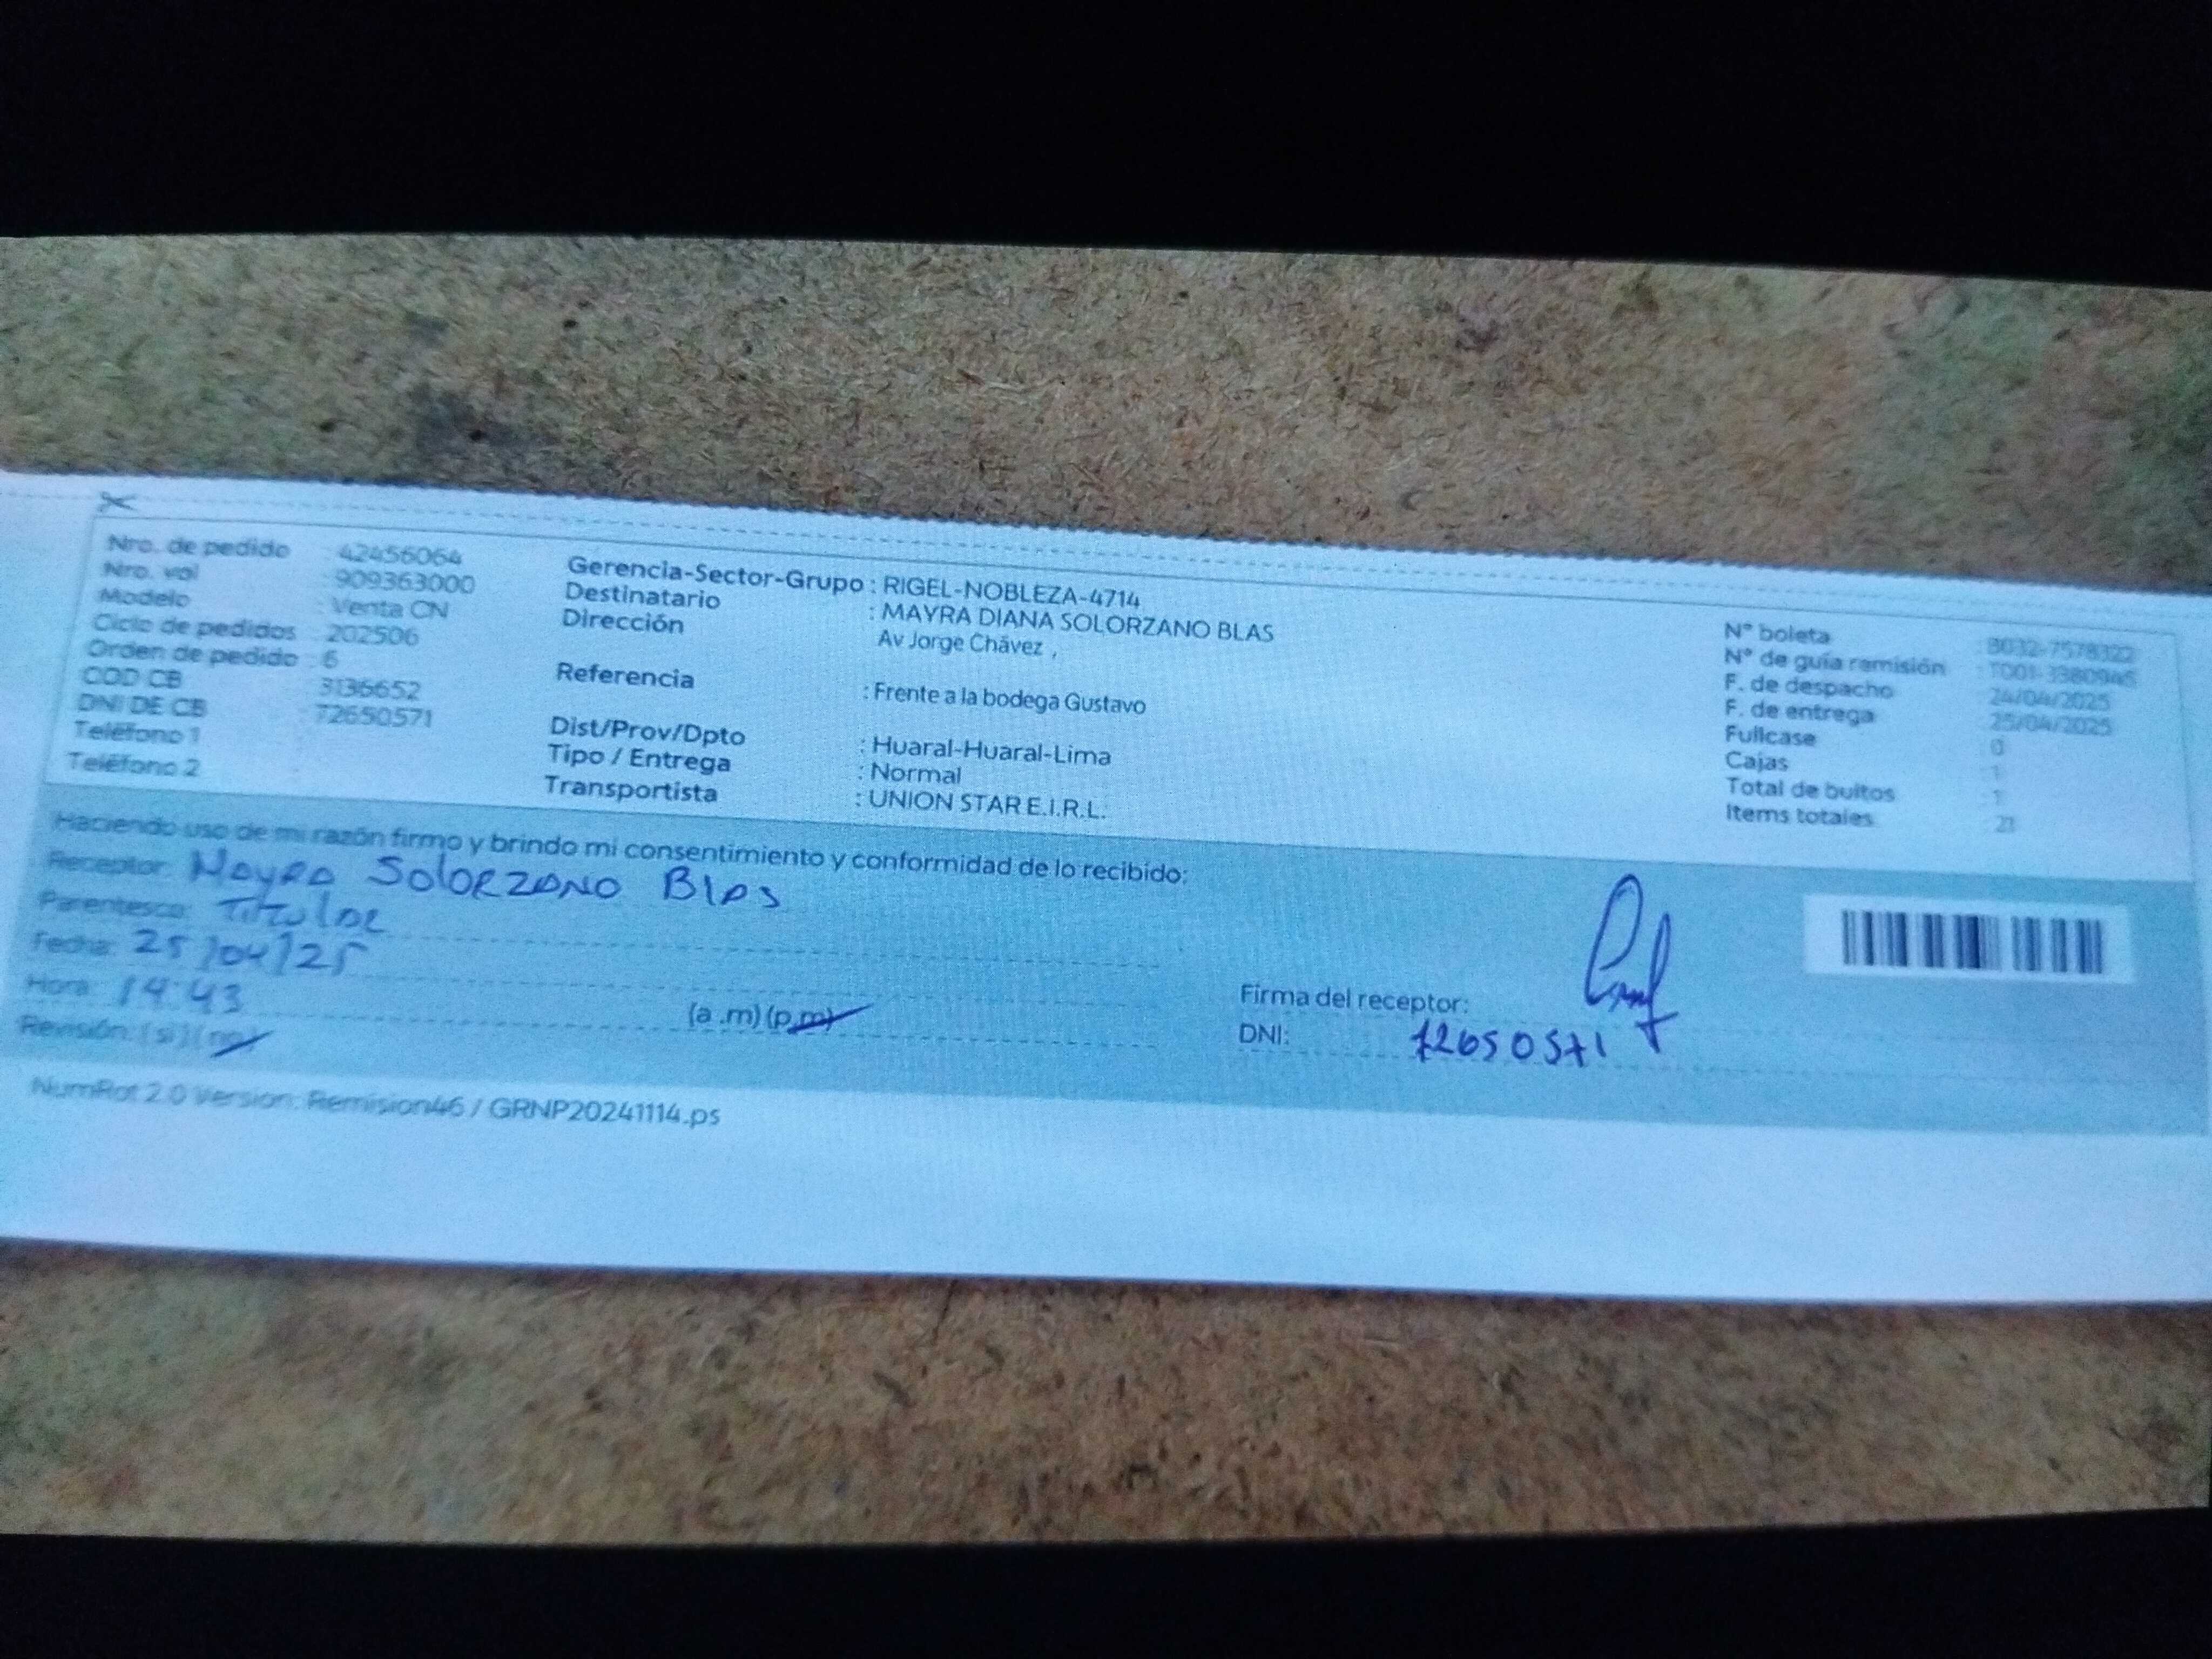 Nro. de pedido : 42456064
Nro. val : 909363000
Modelo : Venta CN
Ciclo de pedidos : 202506
Orden de pedido : 6
COD CB : 3136652
DNI DE CB : 72650571
Teléfono 1 :
Teléfono 2
Gerencia-Sector-Grupo : RIGEL-NOBLEZA-4714
Destinatario : MAYRA DIANA SOLORZANO BLAS
Dirección Av Jorge Chávez ,
Referencia : Frente a la bodega Gustavo
Dist/Prov/Dpto : Huaral-Huaral-Lima
Tipo / Entrega : Normal
Transportista : UNION STAR E.I.R.L.
N° boleta : B032-7578322
N° de guía remisión : T001-3380945
F. de despacho 24/04/2025
F. de entrega 25/04/2025
Fullcase 0
Cajas : 1
Total de bultos : 1
Items totales : 21
Haciendo uso de mi razón firmo y brindo mi consentimiento y conformidad de lo recibido:
Receptor: Mayra Solorzano Blas
Parentesco: Titular
Fecha: 25/04/25
Hora: 14:43 (a .m) (p.m)
Revisión: (si) (no)
Firma del receptor:
DNI: 72650571
NumRot 2.0 Version: Remision46 / GRNP20241114.ps